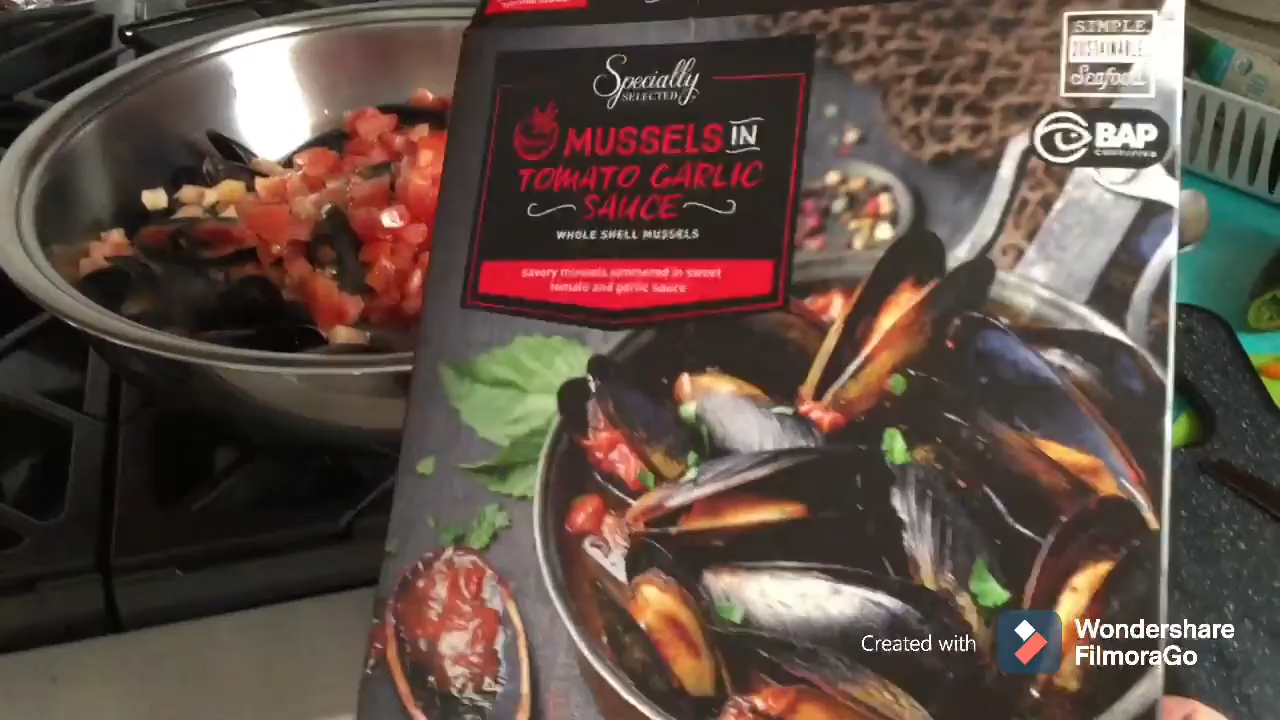 Specially
SELECTED
MUSSELS IN
TOMATO GARLIC
SAUCE
WHOLE SHELL MUSSELS
savory mussels simmered in sweet
tomato and garlic sauce
SIMPLE
SUSTAINABLE
Seafood
BAP
Created with
Wondershare
FilmoraGo